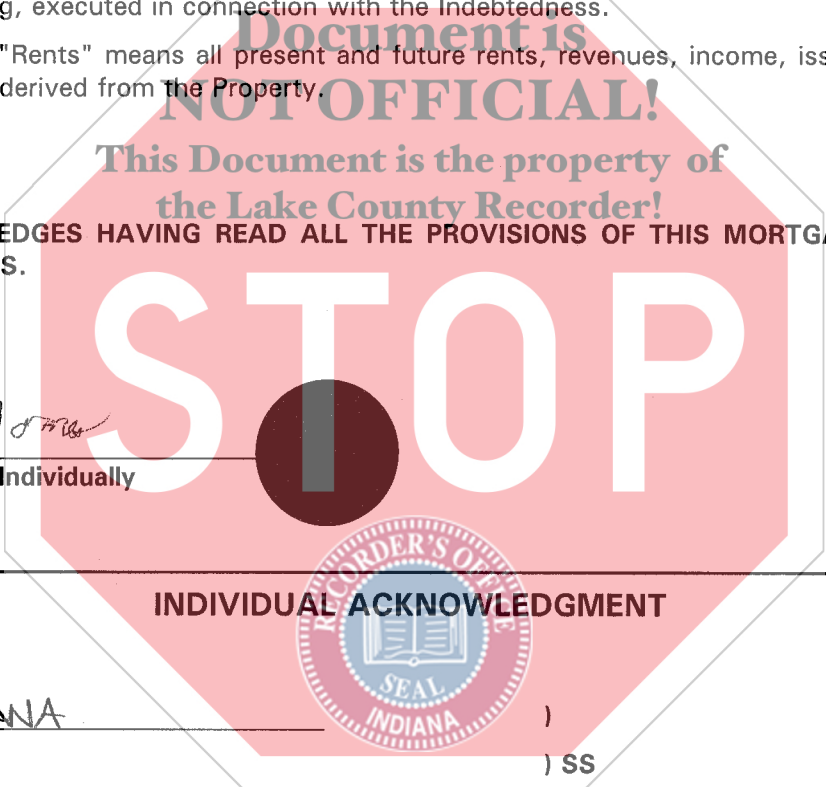 g, executed in connection with the Indebtedness.
Document is
"Rents" means all present and future rents, revenues, income, iss
derived from the Property.
NOT OFFICIAL!
This Document is the property of
the Lake County Recorder!
EDGES HAVING READ ALL THE PROVISIONS OF THIS MORTGA
S.
STOP
Individually
RECORDER'S OFFICE
INDIVIDUAL ACKNOWLEDGMENT
SEAL
INDIANA
NA )
) SS